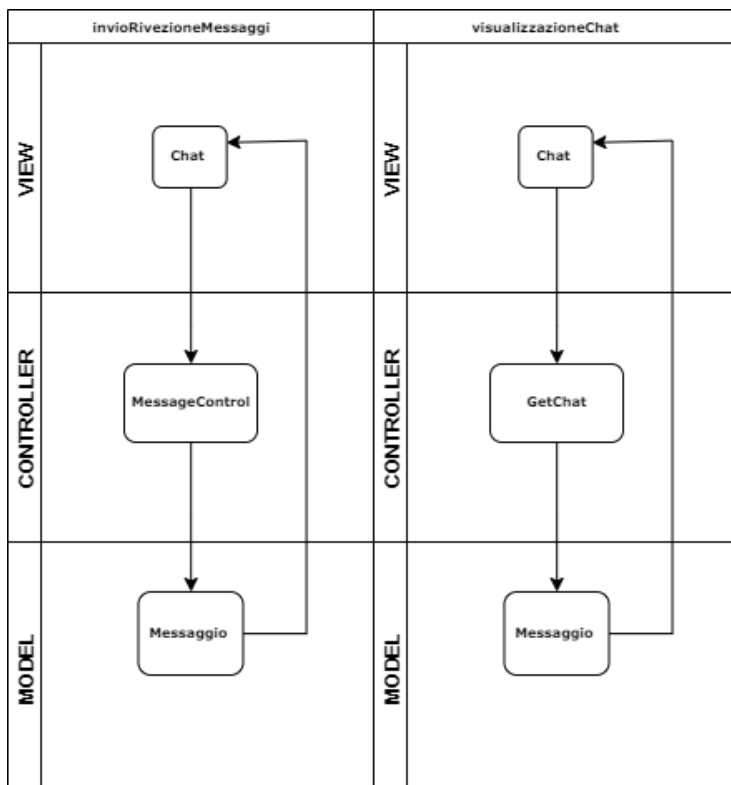 invioRivezioneMessaggi
visualizzazioneChat
VIEW
Chat
VIEW
Chat
CONTROLLER
MessageControl
CONTROLLER
GetChat
MODEL
Messaggio
MODEL
Messaggio